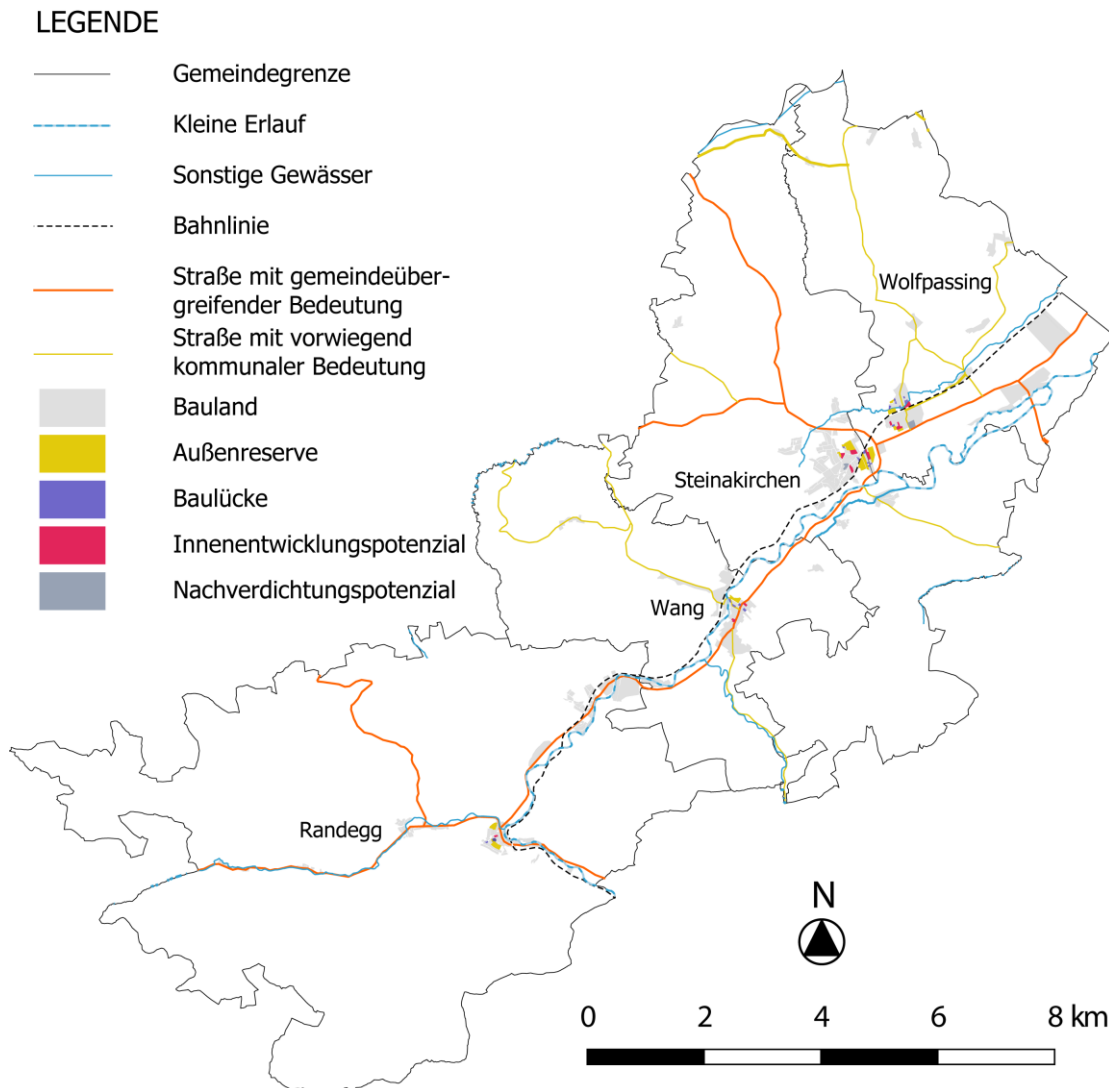 LEGENDE
Gemeindegrenze
Kleine Erlauf
Sonstige Gewässer
Bahnlinie
Straße mit gemeindeüber-
greifender Bedeutung
Straße mit vorwiegend
kommunaler Bedeutung
Bauland
Außenreserve
Baulücke
Innenentwicklungspotenzial
Nachverdichtungspotenzial
Wolfpassing
Steinakirchen
Wang
Randegg
N
0 2 4 6 8 km